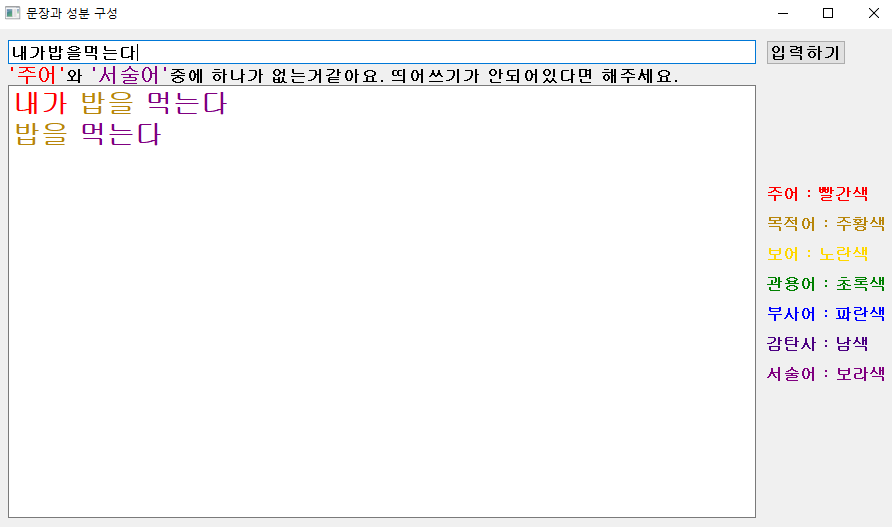 문장과 성분 구성
내가밥을먹는다
입력하기
'주어'와 '서술어'중에 하나가 없는거같아요. 띄어쓰기가 안되어있다면 해주세요.
내가 밥을 먹는다
밥을 먹는다
주어 : 빨간색
목적어 : 주황색
보어 : 노란색
관용어 : 초록색
부사어 : 파란색
감탄사 : 남색
서술어 : 보라색